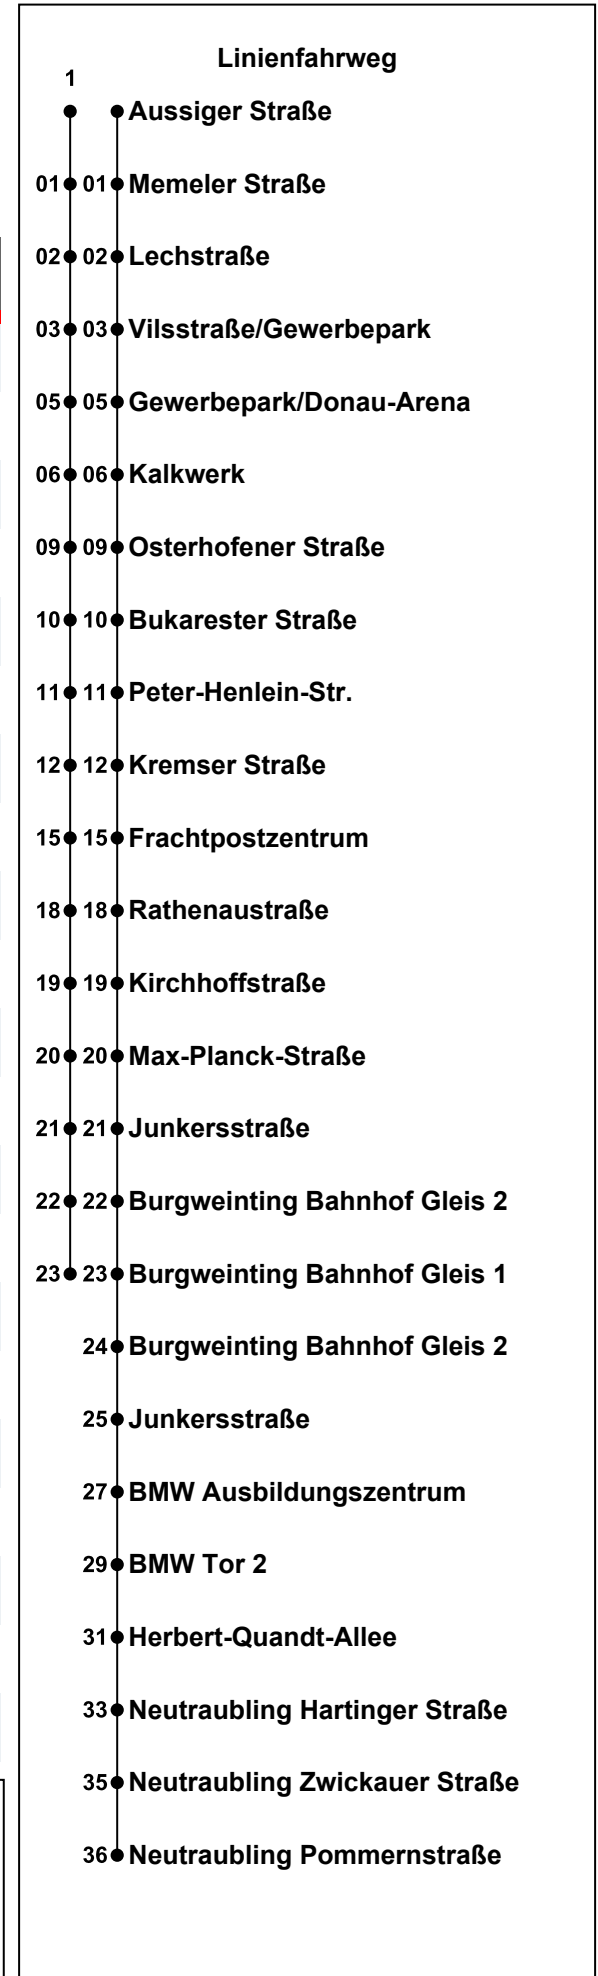 Linienfahrweg
1
Aussiger Straße
01 01 Memeler Straße
02 02 Lechstraße
03 03 Vilsstraße/Gewerbepark
05 05 Gewerbepark/Donau-Arena
06 06 Kalkwerk
09 09 Osterhofener Straße
10 10 Bukarester Straße
11 11 Peter-Henlein-Str.
12 12 Kremser Straße
15 15 Frachtpostzentrum
18 18 Rathenaustraße
19 19 Kirchhoffstraße
20 20 Max-Planck-Straße
21 21 Junkersstraße
22 22 Burgweinting Bahnhof Gleis 2
23 23 Burgweinting Bahnhof Gleis 1
24 Burgweinting Bahnhof Gleis 2
25 Junkersstraße
27 BMW Ausbildungszentrum
29 BMW Tor 2
31 Herbert-Quandt-Allee
33 Neutraubling Hartinger Straße
35 Neutraubling Zwickauer Straße
36 Neutraubling Pommernstraße